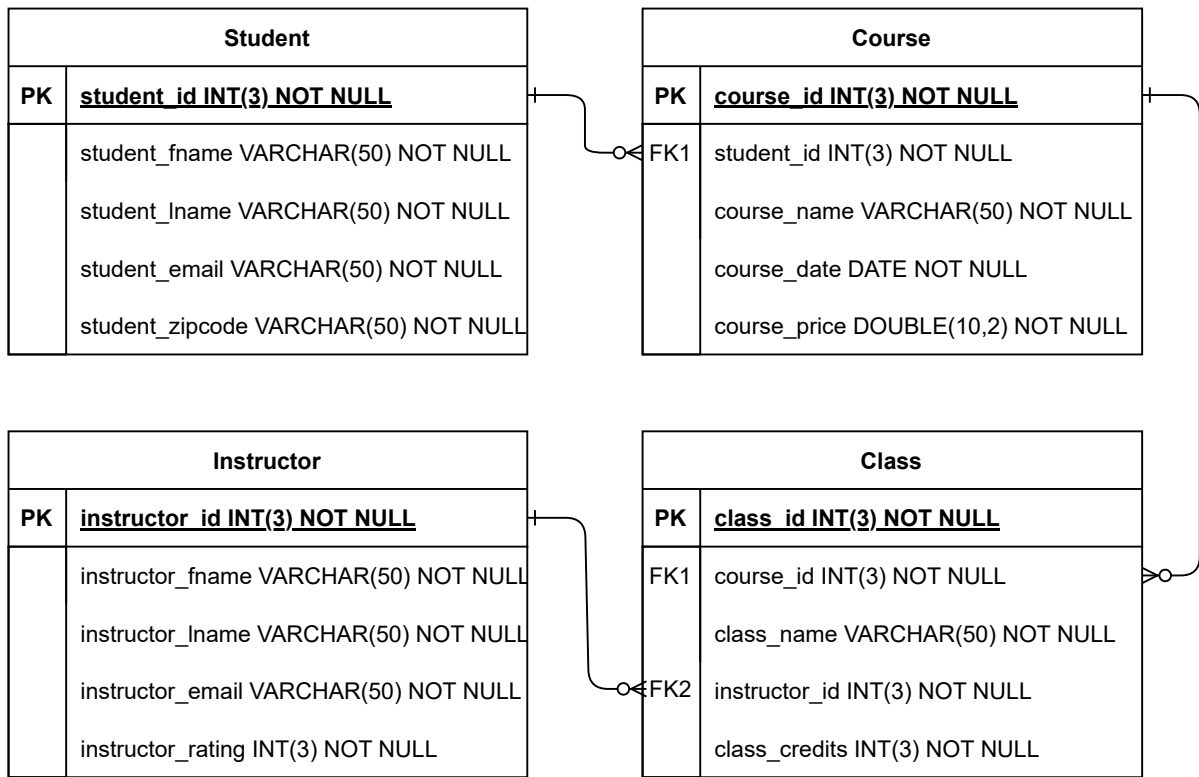 Student
PK student_id INT(3) NOT NULL
student_fname VARCHAR(50) NOT NULL
student_lname VARCHAR(50) NOT NULL
student_email VARCHAR(50) NOT NULL
student_zipcode VARCHAR(50) NOT NULL
Course
PK course_id INT(3) NOT NULL
FK1 student_id INT(3) NOT NULL
course_name VARCHAR(50) NOT NULL
course_date DATE NOT NULL
course_price DOUBLE(10,2) NOT NULL
Instructor
PK instructor_id INT(3) NOT NULL
instructor_fname VARCHAR(50) NOT NULL
instructor_lname VARCHAR(50) NOT NULL
instructor_email VARCHAR(50) NOT NULL
instructor_rating INT(3) NOT NULL
Class
PK class_id INT(3) NOT NULL
FK1 course_id INT(3) NOT NULL
class_name VARCHAR(50) NOT NULL
FK2 instructor_id INT(3) NOT NULL
class_credits INT(3) NOT NULL